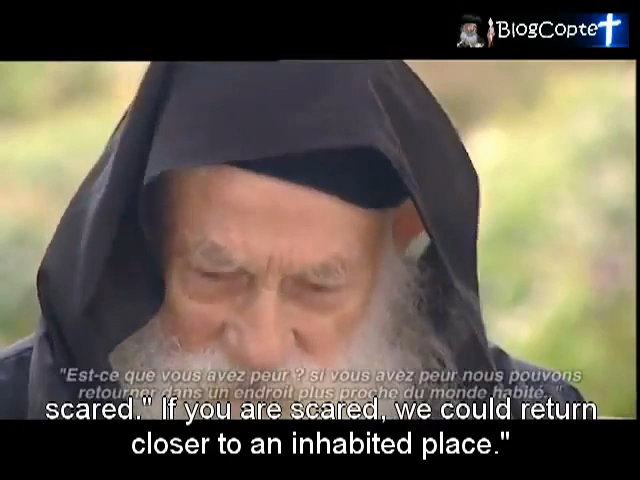 BlogCopte
"Est-ce que vous avez peur ? si vous avez peur nous pouvons
retourner dans un endroit plus proche du monde habité. "
scared." If you are scared, we could return
closer to an inhabited place."